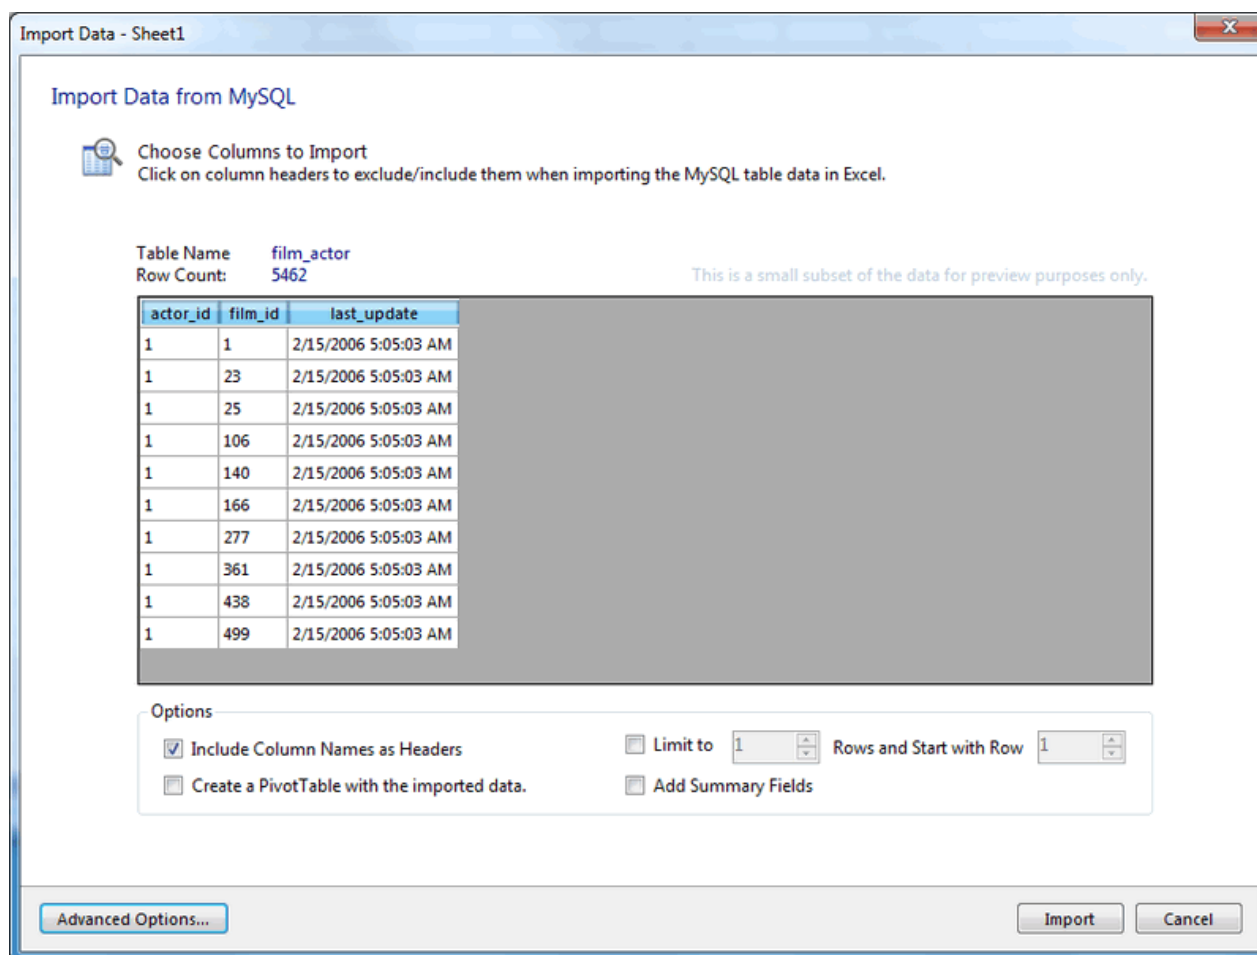 Import Data - Sheet1
Import Data from MySQL
Choose Columns to Import
Click on column headers to exclude/include them when importing the MySQL table data in Excel.
Table Name film_actor
Row Count: 5462 This is a small subset of the data for preview purposes only.
actor_id film_id last_update
1 1 2/15/2006 5:05:03 AM
1 23 2/15/2006 5:05:03 AM
1 25 2/15/2006 5:05:03 AM
1 106 2/15/2006 5:05:03 AM
1 140 2/15/2006 5:05:03 AM
1 166 2/15/2006 5:05:03 AM
1 277 2/15/2006 5:05:03 AM
1 361 2/15/2006 5:05:03 AM
1 438 2/15/2006 5:05:03 AM
1 499 2/15/2006 5:05:03 AM
Options
Include Column Names as Headers Limit to 1 Rows and Start with Row 1
Create a PivotTable with the imported data. Add Summary Fields
Advanced Options... Import Cancel